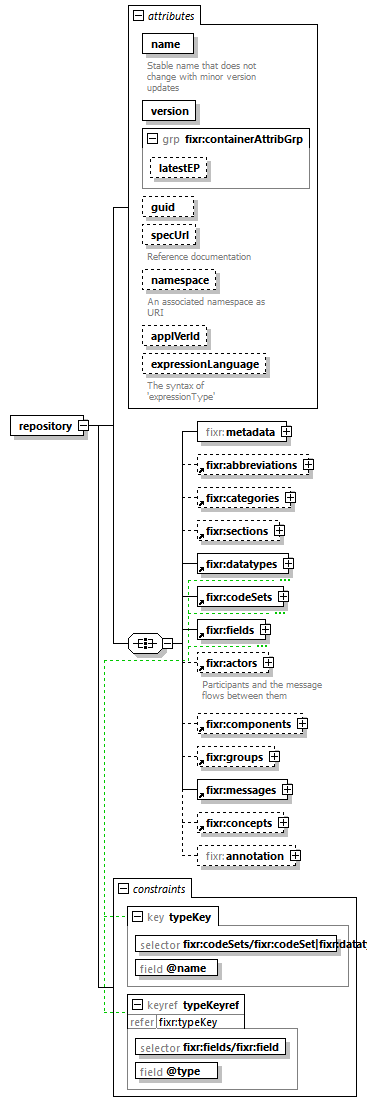 attributes
name
Stable name that does not
change with minor version
updates
version
grp fixr:containerAttribGrp
latestEP
guid
specUrl
Reference documentation
namespace
An associated namespace as
URI
applVerId
expressionLanguage
The syntax of
'expressionType'
repository
fixr:metadata
fixr:abbreviations
fixr:categories
fixr:sections
fixr:datatypes
fixr:codeSets
fixr:fields
fixr:actors
Participants and the message
flows between them
fixr:components
fixr:groups
fixr:messages
fixr:concepts
fixr:annotation
constraints
key typeKey
selector fixr:codeSets/fixr:codeSet|fixr:dataty
field @name
keyref typeKeyref
refer fixr:typeKey
selector fixr:fields/fixr:field
field @type